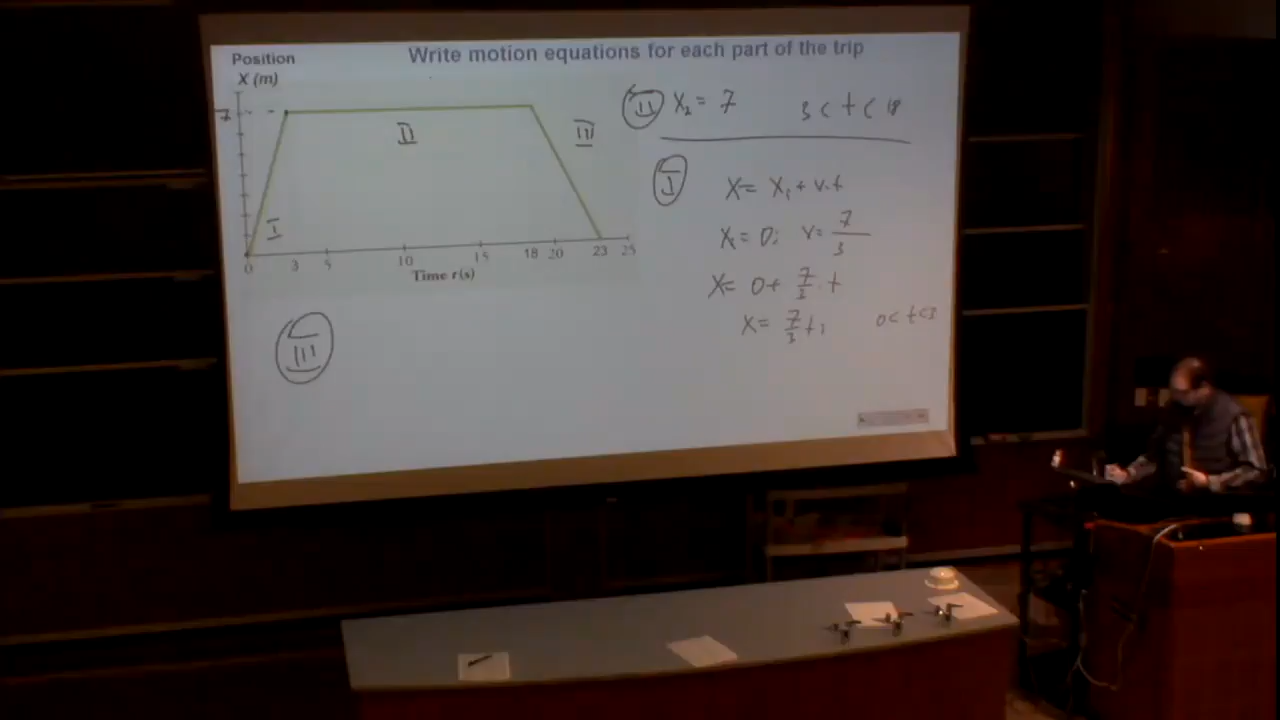 Write motion equations for each part of the trip
Position
X (m)
7
I
II
III
0 3 5 10 15 18 20 23 25
Time t(s)
II X₂ = 7 3 < t < 18
I X = Xᵢ + v·t
Xᵢ = 0; v = 7/3
X = 0 + 7/3 t
X = 7/3 t; 0 < t < 3
III